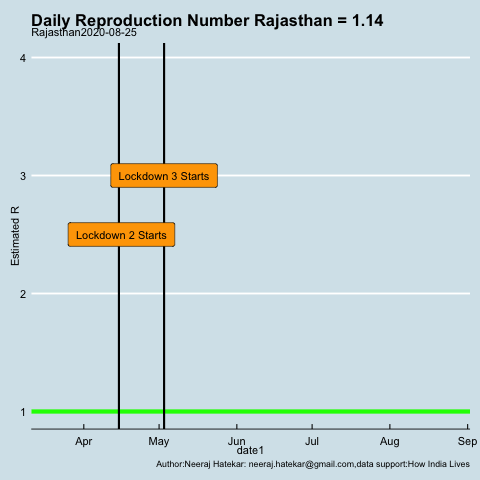 Daily Reproduction Number Rajasthan = 1.14
Rajasthan2020-08-25
4
3
2
1
Estimated R
Lockdown 3 Starts
Lockdown 2 Starts
Apr May Jun Jul Aug Sep
date1
Author:Neeraj Hatekar: neeraj.hatekar@gmail.com,data support:How India Lives